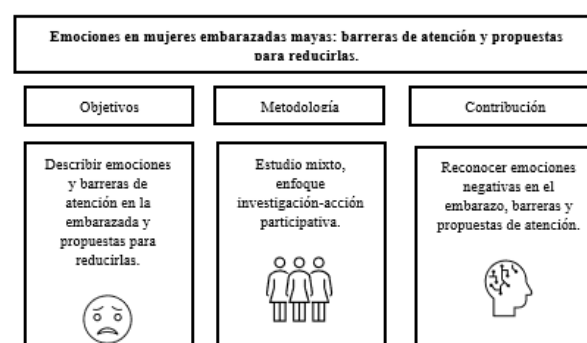 Emociones en mujeres embarazadas mayas: barreras de atención y propuestas
para reducirlas.
Objetivos
Metodología
Contribución
Describir emociones
y barreras de
atención en la
embarazada y
propuestas para
reducirlas.
Estudio mixto,
enfoque
investigación-acción
participativa.
Reconocer emociones
negativas en el
embarazo, barreras y
propuestas de atención.